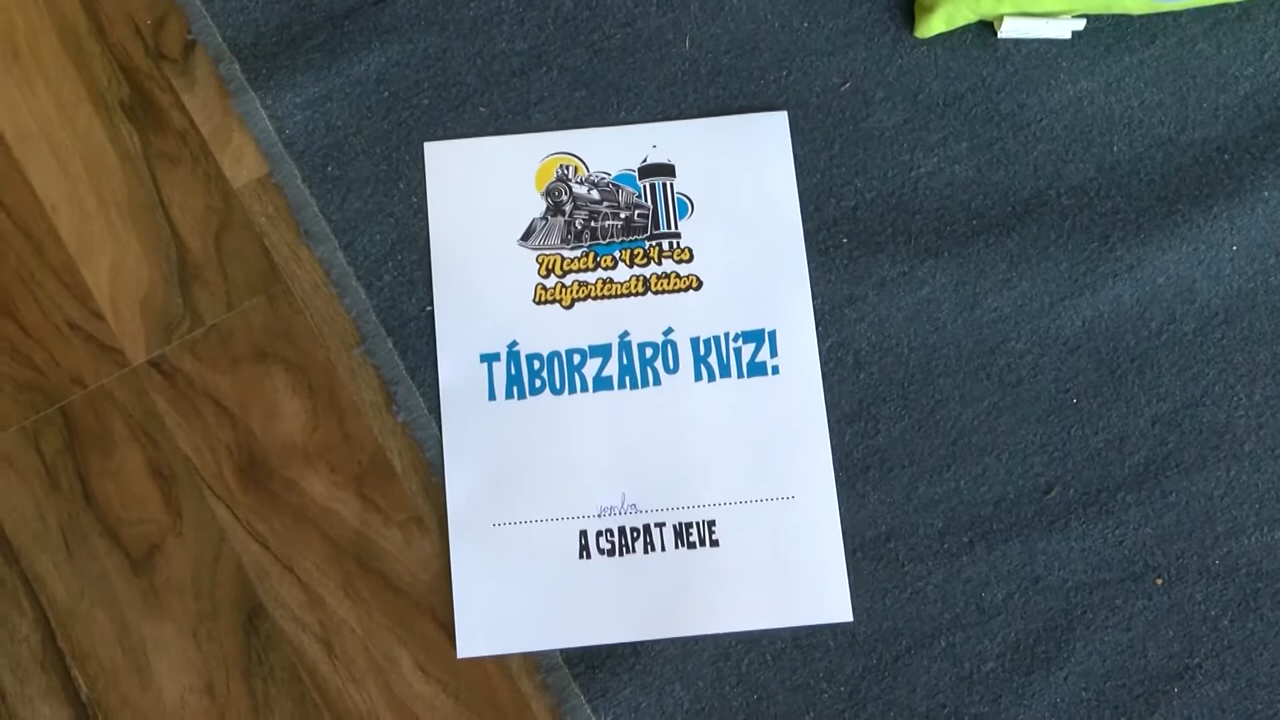 Mesél a 424-es
helytörténeti tábor
TÁBORZÁRÓ KVÍZ!
A CSAPAT NEVE